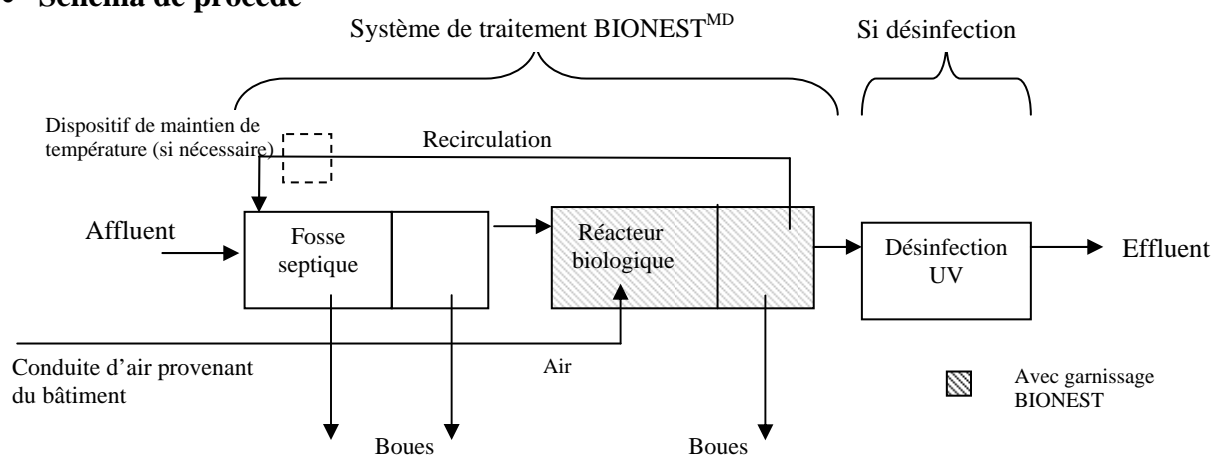 • Schéma de procédé
Système de traitement BIONESTMD
Si désinfection
Dispositif de maintien de
température (si nécessaire)
Recirculation
Affluent
Fosse
septique
Réacteur
biologique
Désinfection
UV
Effluent
Conduite d’air provenant
du bâtiment
Air
Avec garnissage
BIONEST
Boues
Boues